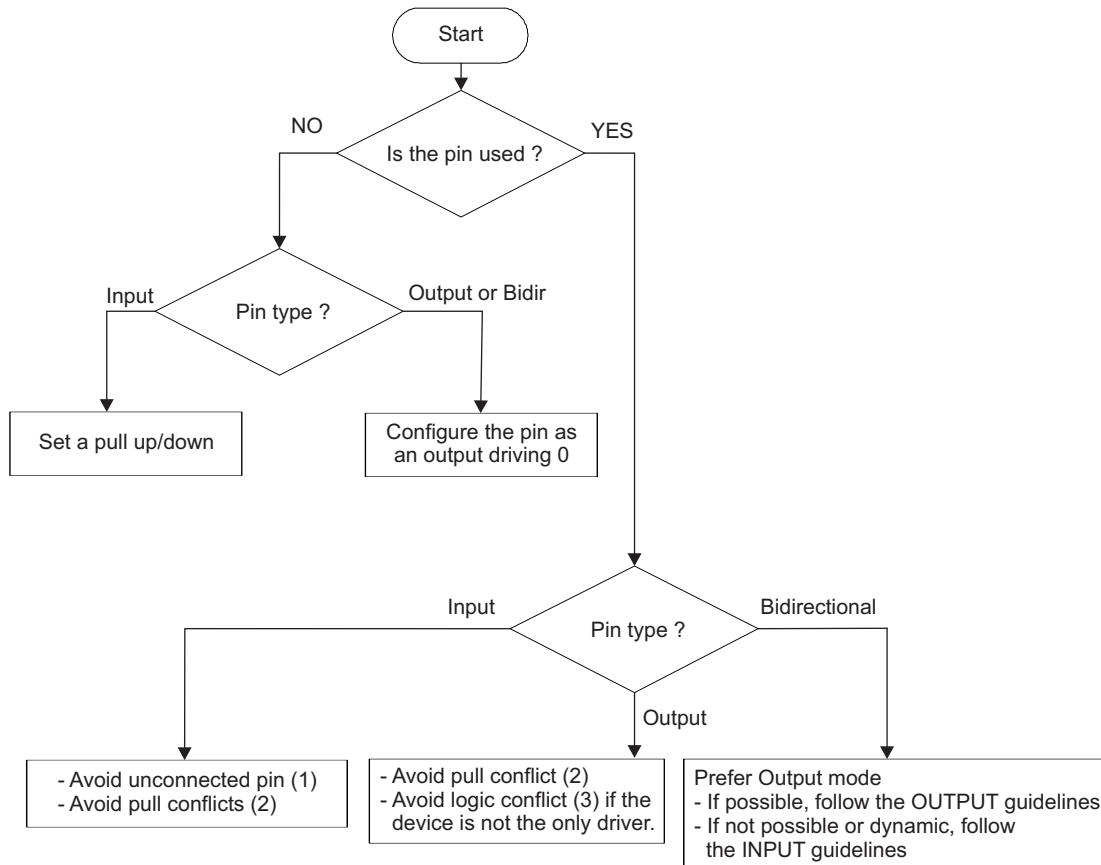 Start
NO
YES
Is the pin used ?
Input
Output or Bidir
Pin type ?
Set a pull up/down
Configure the pin as
an output driving 0
Input
Bidirectional
Pin type ?
Output
- Avoid unconnected pin (1)
- Avoid pull conflicts (2)
- Avoid pull conflict (2)
- Avoid logic conflict (3) if the
device is not the only driver.
Prefer Output mode
- If possible, follow the OUTPUT guidelines
- If not possible or dynamic, follow
the INPUT guidelines